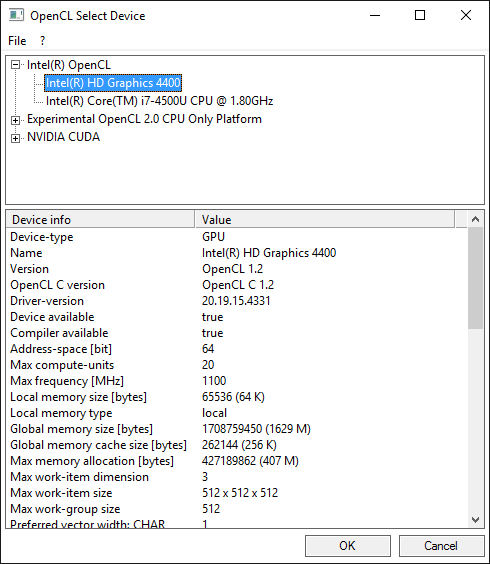 OpenCL Select Device
File ?
Intel(R) OpenCL
Intel(R) HD Graphics 4400
Intel(R) Core(TM) i7-4500U CPU @ 1.80GHz
Experimental OpenCL 2.0 CPU Only Platform
NVIDIA CUDA
Device info Value
Device-type GPU
Name Intel(R) HD Graphics 4400
Version OpenCL 1.2
OpenCL C version OpenCL C 1.2
Driver-version 20.19.15.4331
Device available true
Compiler available true
Address-space [bit] 64
Max compute-units 20
Max frequency [MHz] 1100
Local memory size [bytes] 65536 (64 K)
Local memory type local
Global memory size [bytes] 1708759450 (1629 M)
Global memory cache size [bytes] 262144 (256 K)
Max memory allocation [bytes] 427189862 (407 M)
Max work-item dimension 3
Max work-item size 512 x 512 x 512
Max work-group size 512
Preferred vector width: CHAR 1
OK Cancel